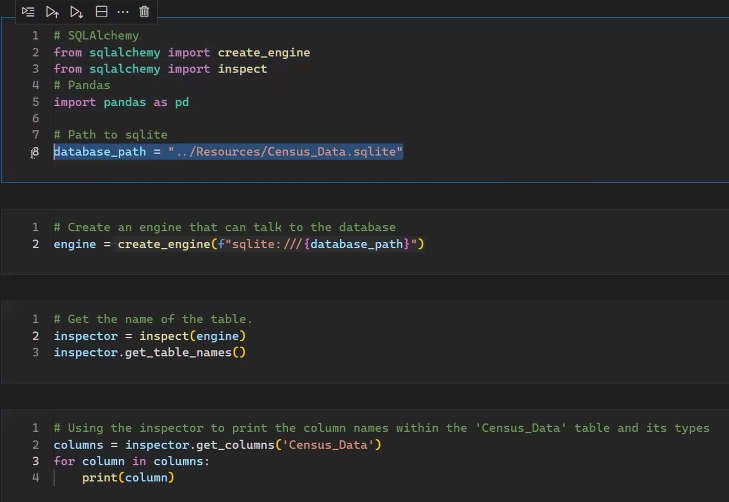 1 # SQLAlchemy
2 from sqlalchemy import create_engine
3 from sqlalchemy import inspect
4 # Pandas
5 import pandas as pd
6
7 # Path to sqlite
8 database_path = "../Resources/Census_Data.sqlite"
1 # Create an engine that can talk to the database
2 engine = create_engine(f"sqlite:///{database_path}")
1 # Get the name of the table.
2 inspector = inspect(engine)
3 inspector.get_table_names()
1 # Using the inspector to print the column names within the 'Census_Data' table and its types
2 columns = inspector.get_columns('Census_Data')
3 for column in columns:
4     print(column)